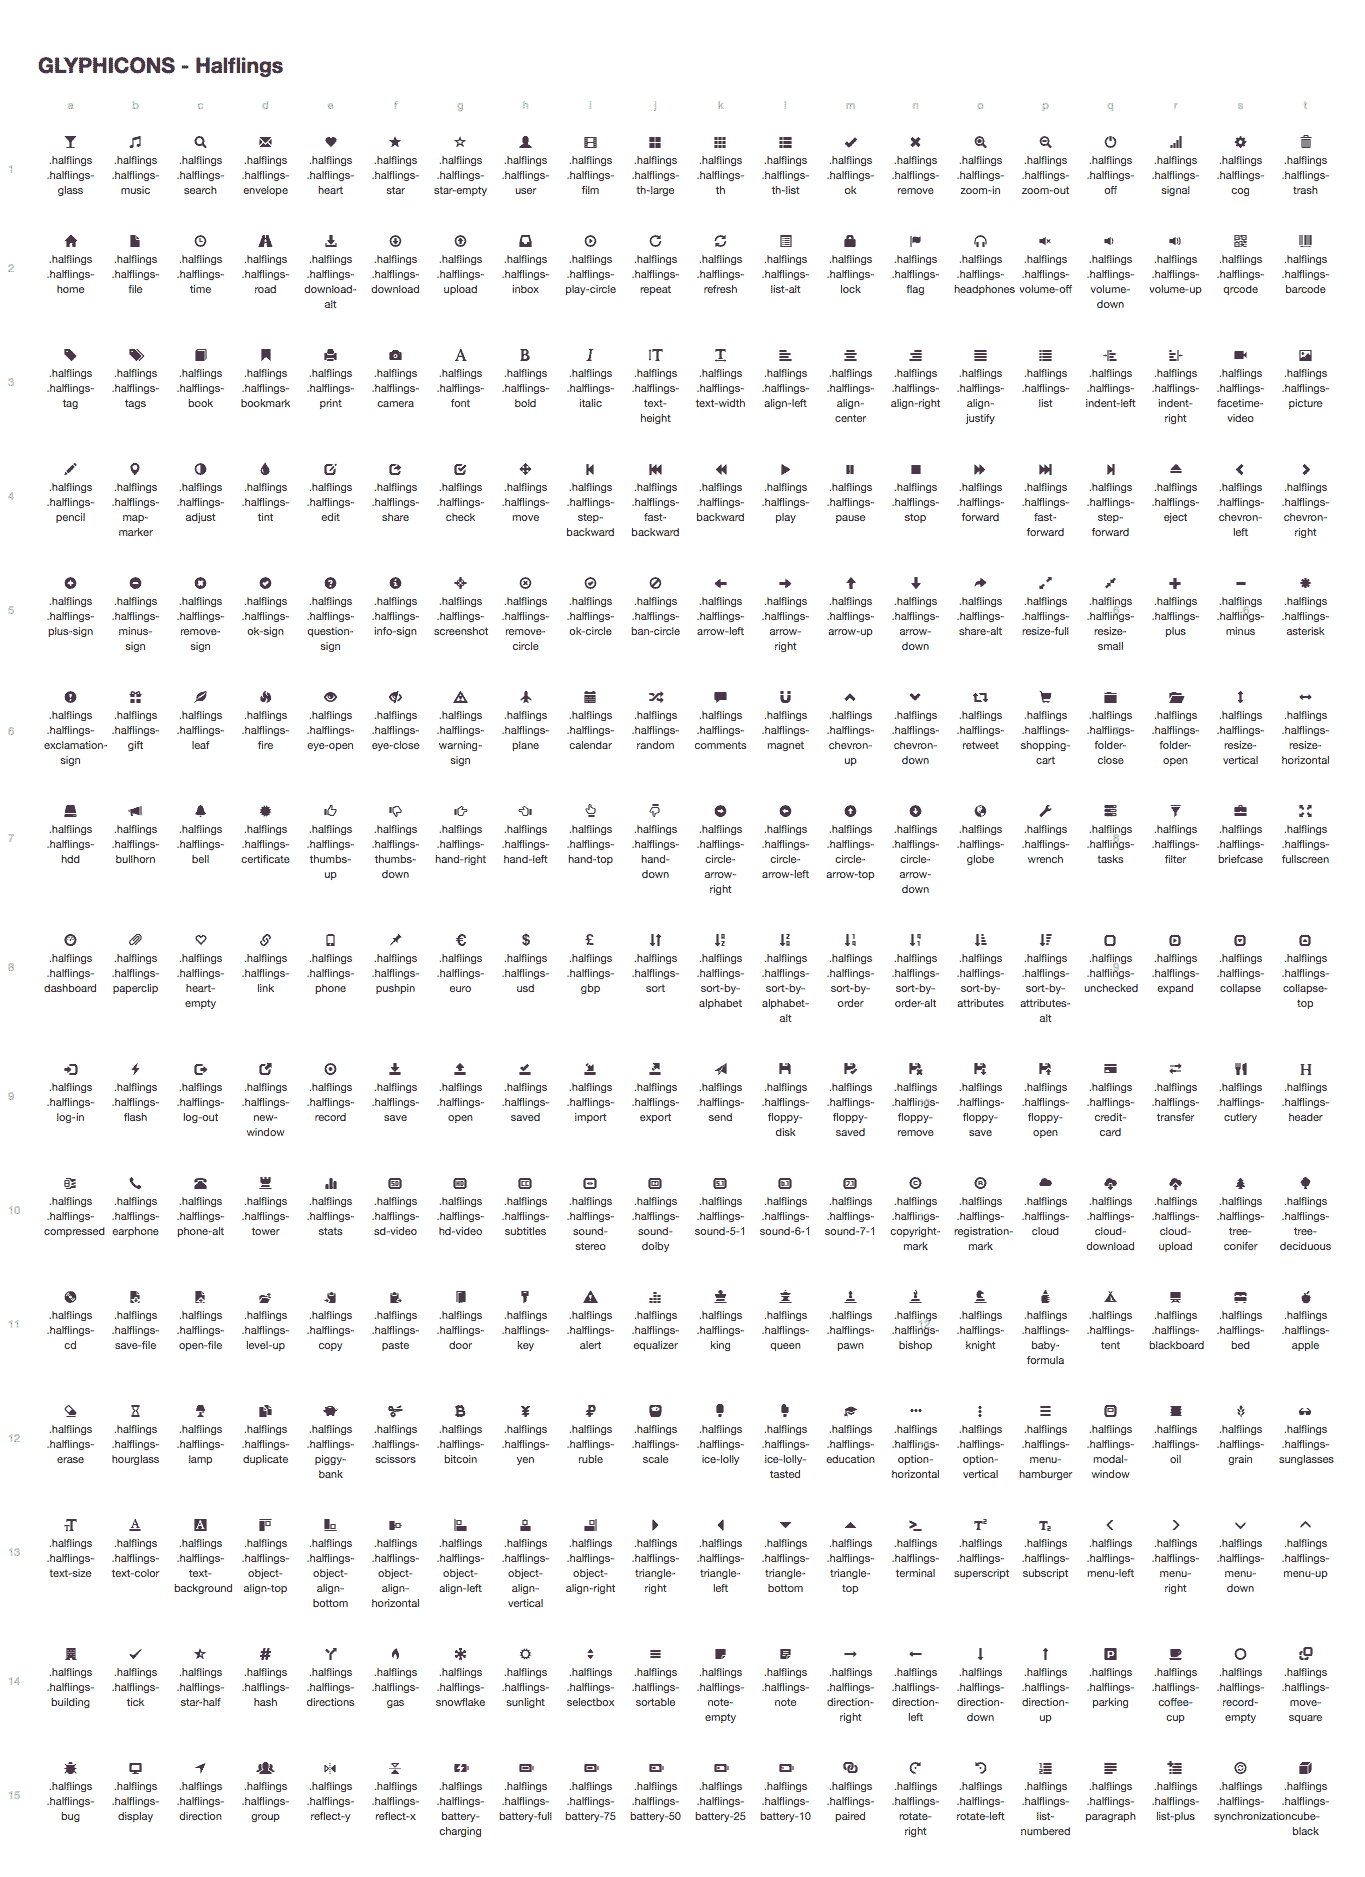 GLYPHICONS - Halflings
a b c d e f g h i j k l m n o p q r s t
.halflings .halflings .halflings .halflings .halflings .halflings .halflings .halflings .halflings .halflings .halflings .halflings .halflings .halflings .halflings .halflings .halflings .halflings .halflings .halflings
1 .halflings- .halflings- .halflings- .halflings- .halflings- .halflings- .halflings- .halflings- .halflings- .halflings- .halflings- .halflings- .halflings- .halflings- .halflings- .halflings- .halflings- .halflings- .halflings- .halflings-
glass music search envelope heart star star-empty user film th-large th th-list ok remove zoom-in zoom-out off signal cog trash
.halflings .halflings .halflings .halflings .halflings .halflings .halflings .halflings .halflings .halflings .halflings .halflings .halflings .halflings .halflings .halflings .halflings .halflings .halflings .halflings
2 .halflings- .halflings- .halflings- .halflings- .halflings- .halflings- .halflings- .halflings- .halflings- .halflings- .halflings- .halflings- .halflings- .halflings- .halflings- .halflings- .halflings- .halflings- .halflings- .halflings-
home file time road download- download upload inbox play-circle repeat refresh list-alt lock flag headphones volume-off volume- volume-up qrcode barcode
alt down
.halflings .halflings .halflings .halflings .halflings .halflings .halflings .halflings .halflings .halflings .halflings .halflings .halflings .halflings .halflings .halflings .halflings .halflings .halflings .halflings
3 .halflings- .halflings- .halflings- .halflings- .halflings- .halflings- .halflings- .halflings- .halflings- .halflings- .halflings- .halflings- .halflings- .halflings- .halflings- .halflings- .halflings- .halflings- .halflings- .halflings-
tag tags book bookmark print camera font bold italic text- text-width align-left align- align-right align- list indent-left indent- facetime- picture
height center justify right video
.halflings .halflings .halflings .halflings .halflings .halflings .halflings .halflings .halflings .halflings .halflings .halflings .halflings .halflings .halflings .halflings .halflings .halflings .halflings .halflings
4 .halflings- .halflings- .halflings- .halflings- .halflings- .halflings- .halflings- .halflings- .halflings- .halflings- .halflings- .halflings- .halflings- .halflings- .halflings- .halflings- .halflings- .halflings- .halflings- .halflings-
pencil map- adjust tint edit share check move step- fast- backward play pause stop forward fast- step- eject chevron- chevron-
marker backward backward forward forward left right
.halflings .halflings .halflings .halflings .halflings .halflings .halflings .halflings .halflings .halflings .halflings .halflings .halflings .halflings .halflings .halflings .halflings .halflings .halflings .halflings
5 .halflings- .halflings- .halflings- .halflings- .halflings- .halflings- .halflings- .halflings- .halflings- .halflings- .halflings- .halflings- .halflings- .halflings- .halflings- .halflings- .halflings- .halflings- .halflings- .halflings-
plus-sign minus- remove- ok-sign question- info-sign screenshot remove- ok-circle ban-circle arrow-left arrow- arrow-up arrow- share-alt resize-full resize- plus minus asterisk
sign sign sign circle right down small
.halflings .halflings .halflings .halflings .halflings .halflings .halflings .halflings .halflings .halflings .halflings .halflings .halflings .halflings .halflings .halflings .halflings .halflings .halflings .halflings
6 .halflings- .halflings- .halflings- .halflings- .halflings- .halflings- .halflings- .halflings- .halflings- .halflings- .halflings- .halflings- .halflings- .halflings- .halflings- .halflings- .halflings- .halflings- .halflings- .halflings-
exclamation- gift leaf fire eye-open eye-close warning- plane calendar random comments magnet chevron- chevron- retweet shopping- folder- folder- resize- resize-
sign sign up down cart close open vertical horizontal
.halflings .halflings .halflings .halflings .halflings .halflings .halflings .halflings .halflings .halflings .halflings .halflings .halflings .halflings .halflings .halflings .halflings .halflings .halflings .halflings
7 .halflings- .halflings- .halflings- .halflings- .halflings- .halflings- .halflings- .halflings- .halflings- .halflings- .halflings- .halflings- .halflings- .halflings- .halflings- .halflings- .halflings- .halflings- .halflings- .halflings-
hdd bullhorn bell certificate thumbs- thumbs- hand-right hand-left hand-top hand- circle- circle- circle- circle- globe wrench tasks filter briefcase fullscreen
up down down arrow- arrow-left arrow-top arrow-
right down
.halflings .halflings .halflings .halflings .halflings .halflings .halflings .halflings .halflings .halflings .halflings .halflings .halflings .halflings .halflings .halflings .halflings .halflings .halflings .halflings
8 .halflings- .halflings- .halflings- .halflings- .halflings- .halflings- .halflings- .halflings- .halflings- .halflings- .halflings- .halflings- .halflings- .halflings- .halflings- .halflings- .halflings- .halflings- .halflings- .halflings-
dashboard paperclip heart- link phone pushpin euro usd gbp sort sort-by- sort-by- sort-by- sort-by- sort-by- sort-by- unchecked expand collapse collapse-
empty alphabet alphabet- order order-alt attributes attributes- top
alt alt
.halflings .halflings .halflings .halflings .halflings .halflings .halflings .halflings .halflings .halflings .halflings .halflings .halflings .halflings .halflings .halflings .halflings .halflings .halflings .halflings
9 .halflings- .halflings- .halflings- .halflings- .halflings- .halflings- .halflings- .halflings- .halflings- .halflings- .halflings- .halflings- .halflings- .halflings- .halflings- .halflings- .halflings- .halflings- .halflings- .halflings-
log-in flash log-out new- record save open saved import export send floppy- floppy- floppy- floppy- floppy- credit- transfer cutlery header
window disk saved remove save open card
.halflings .halflings .halflings .halflings .halflings .halflings .halflings .halflings .halflings .halflings .halflings .halflings .halflings .halflings .halflings .halflings .halflings .halflings .halflings .halflings
10 .halflings- .halflings- .halflings- .halflings- .halflings- .halflings- .halflings- .halflings- .halflings- .halflings- .halflings- .halflings- .halflings- .halflings- .halflings- .halflings- .halflings- .halflings- .halflings- .halflings-
compressed earphone phone-alt tower stats sd-video hd-video subtitles sound- sound- sound-5-1 sound-6-1 sound-7-1 copyright- registration- cloud cloud- cloud- tree- tree-
stereo dolby mark mark download upload conifer deciduous
.halflings .halflings .halflings .halflings .halflings .halflings .halflings .halflings .halflings .halflings .halflings .halflings .halflings .halflings .halflings .halflings .halflings .halflings .halflings .halflings
11 .halflings- .halflings- .halflings- .halflings- .halflings- .halflings- .halflings- .halflings- .halflings- .halflings- .halflings- .halflings- .halflings- .halflings- .halflings- .halflings- .halflings- .halflings- .halflings- .halflings-
cd save-file open-file level-up copy paste door key alert equalizer king queen pawn bishop knight baby- tent blackboard bed apple
formula
.halflings .halflings .halflings .halflings .halflings .halflings .halflings .halflings .halflings .halflings .halflings .halflings .halflings .halflings .halflings .halflings .halflings .halflings .halflings .halflings
12 .halflings- .halflings- .halflings- .halflings- .halflings- .halflings- .halflings- .halflings- .halflings- .halflings- .halflings- .halflings- .halflings- .halflings- .halflings- .halflings- .halflings- .halflings- .halflings- .halflings-
erase hourglass lamp duplicate piggy- scissors bitcoin yen ruble scale ice-lolly ice-lolly- education option- option- menu- modal- oil grain sunglasses
bank tasted horizontal vertical hamburger window
.halflings .halflings .halflings .halflings .halflings .halflings .halflings .halflings .halflings .halflings .halflings .halflings .halflings .halflings .halflings .halflings .halflings .halflings .halflings .halflings
13 .halflings- .halflings- .halflings- .halflings- .halflings- .halflings- .halflings- .halflings- .halflings- .halflings- .halflings- .halflings- .halflings- .halflings- .halflings- .halflings- .halflings- .halflings- .halflings- .halflings-
text-size text-color text- object- object- object- object- object- object- triangle- triangle- triangle- triangle- terminal superscript subscript menu-left menu- menu- menu-up
background align-top align- align- align-left align- align-right right left bottom top right down
bottom horizontal vertical
.halflings .halflings .halflings .halflings .halflings .halflings .halflings .halflings .halflings .halflings .halflings .halflings .halflings .halflings .halflings .halflings .halflings .halflings .halflings .halflings
14 .halflings- .halflings- .halflings- .halflings- .halflings- .halflings- .halflings- .halflings- .halflings- .halflings- .halflings- .halflings- .halflings- .halflings- .halflings- .halflings- .halflings- .halflings- .halflings- .halflings-
building tick star-half hash directions gas snowflake sunlight selectbox sortable note- note direction- direction- direction- direction- parking coffee- record- move-
empty right left down up cup empty square
.halflings .halflings .halflings .halflings .halflings .halflings .halflings .halflings .halflings .halflings .halflings .halflings .halflings .halflings .halflings .halflings .halflings .halflings .halflings .halflings
15 .halflings- .halflings- .halflings- .halflings- .halflings- .halflings- .halflings- .halflings- .halflings- .halflings- .halflings- .halflings- .halflings- .halflings- .halflings- .halflings- .halflings- .halflings- .halflings- .halflings-
bug display direction group reflect-y reflect-x battery- battery-full battery-75 battery-50 battery-25 battery-10 paired rotate- rotate-left list- paragraph list-plus synchronization cube-
charging right numbered black